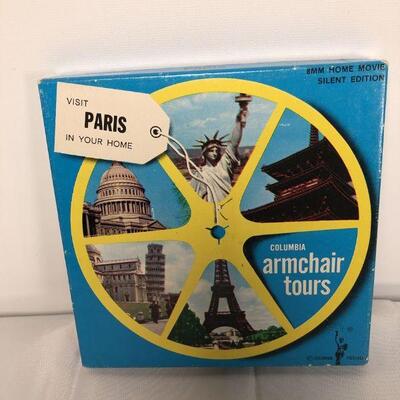 8MM HOME MOVIE
SILENT EDITION
VISIT
PARIS
IN YOUR HOME
COLUMBIA
armchair
tours